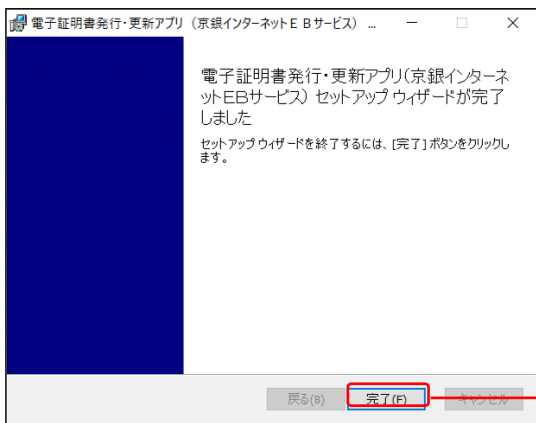 電子証明書発行・更新アプリ（京銀インターネットＥＢサービス） ...
電子証明書発行・更新アプリ(京銀インターネ
ットEBサービス) セットアップ ウィザードが完了
しました
セットアップ ウィザードを終了するには、[完了] ボタンをクリックし
ます。
戻る(B) 完了(F) キャンセル